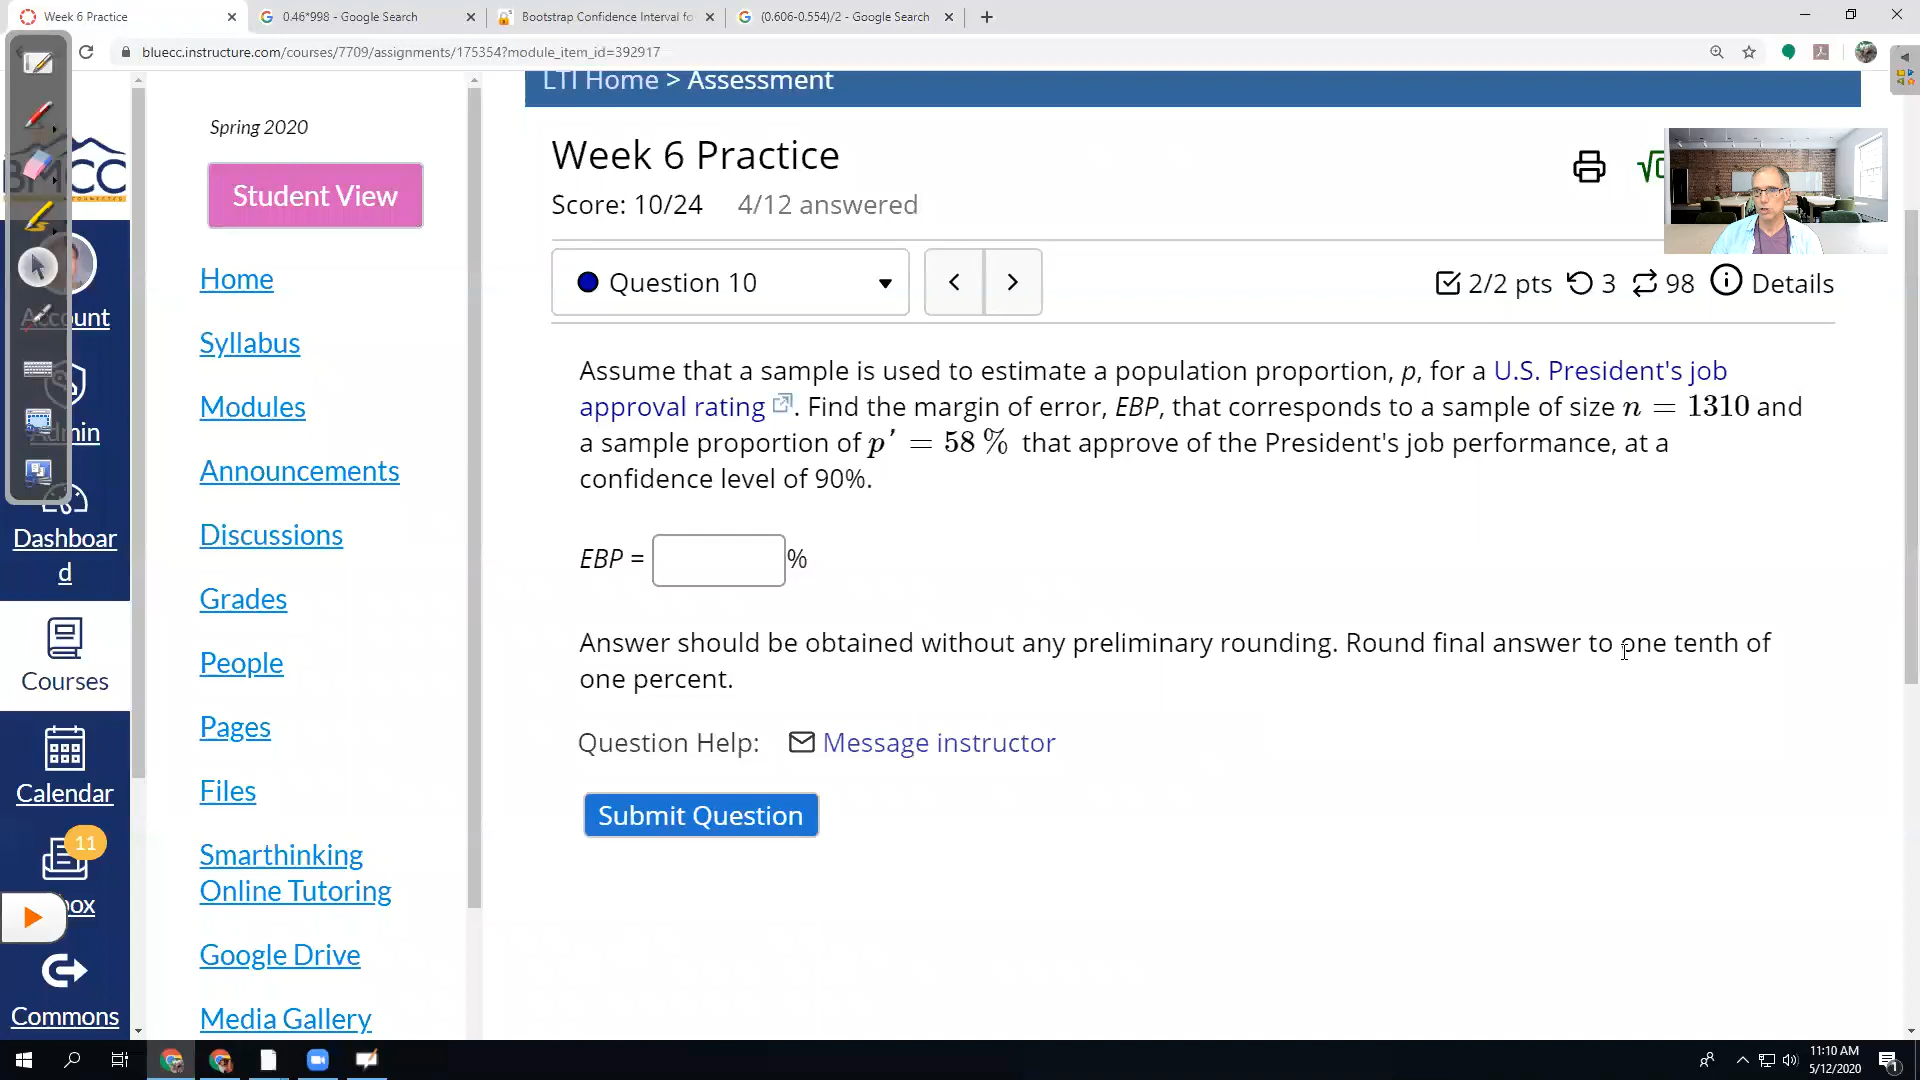 Week 6 Practice
0.46*998 - Google Search
Bootstrap Confidence Interval fo
(0.606-0.554)/2 - Google Search
bluecc.instructure.com/courses/7709/assignments/175354?module_item_id=392917
LTI Home > Assessment
Spring 2020
Student View
Home
Syllabus
Modules
Announcements
Discussions
Grades
People
Pages
Files
Smarthinking
Online Tutoring
Google Drive
Media Gallery
Dashboar
d
Courses
Calendar
11
Commons
Week 6 Practice
Score: 10/24 4/12 answered
Question 10
2/2 pts 3 98 Details
Assume that a sample is used to estimate a population proportion, p, for a U.S. President's job
approval rating . Find the margin of error, EBP, that corresponds to a sample of size n = 1310 and
a sample proportion of p′ = 58 % that approve of the President's job performance, at a
confidence level of 90%.
EBP = %
Answer should be obtained without any preliminary rounding. Round final answer to one tenth of
one percent.
Question Help: Message instructor
Submit Question
11:10 AM
5/12/2020
1